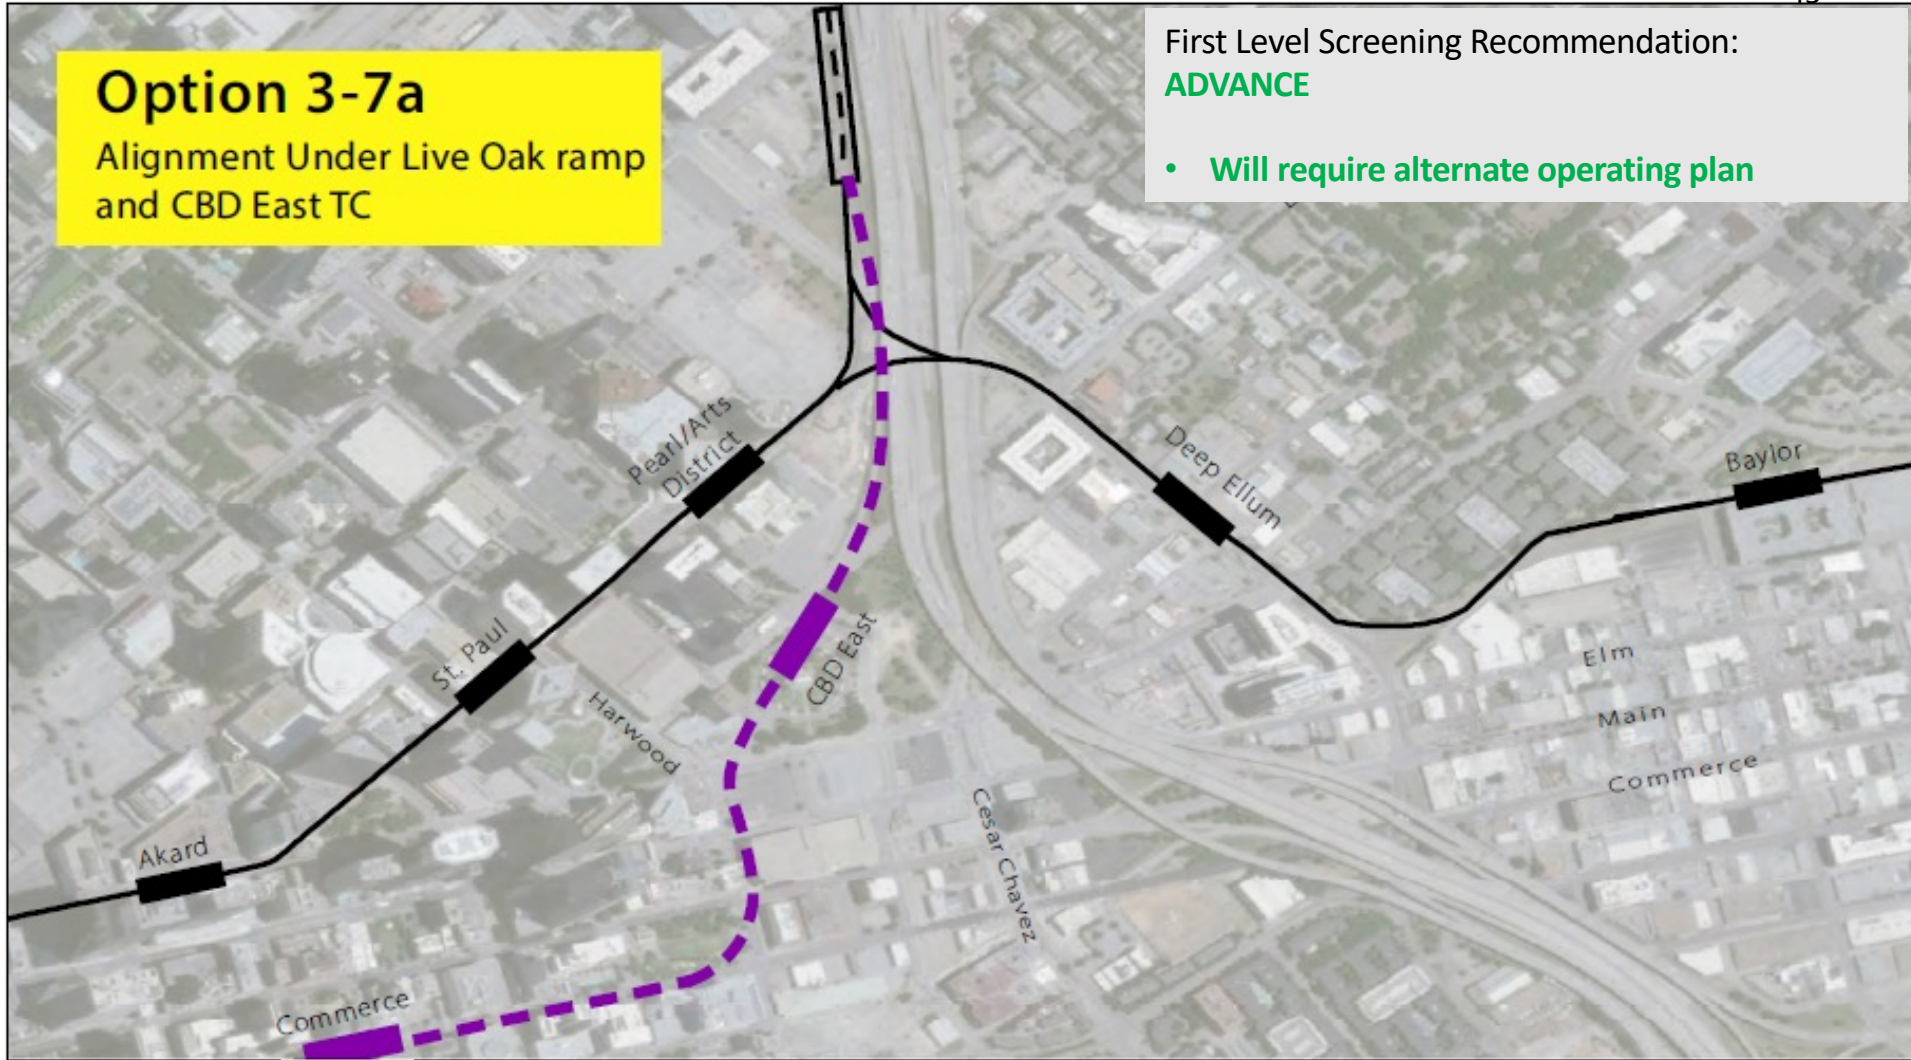 Option 3-7a
Alignment Under Live Oak ramp
and CBD East TC
First Level Screening Recommendation:
ADVANCE
• Will require alternate operating plan
Pearl/Arts
District
Deep Ellum
Baylor
St. Paul
CBD East
Harwood
Elm
Main
Commerce
Cesar Chavez
Akard
Commerce